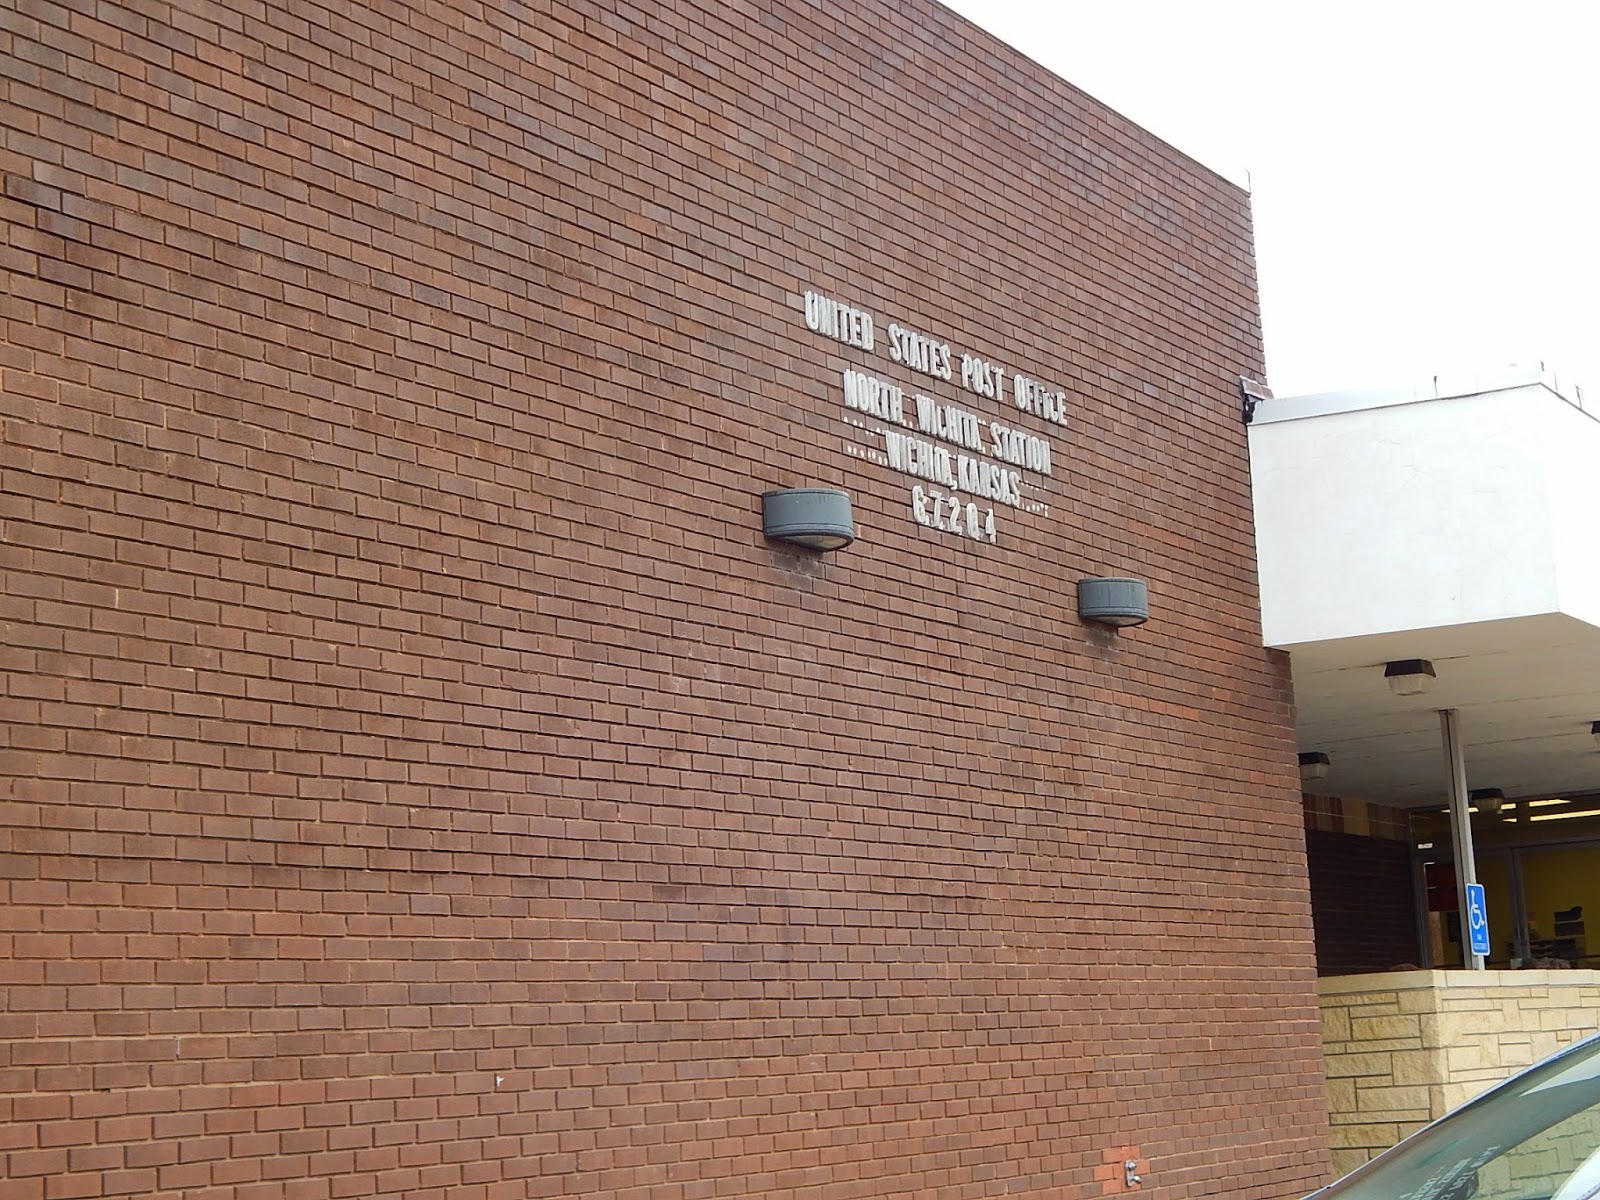 UNITED STATES POST OFFICE
NORTH WICHITA STATION
WICHITA, KANSAS
67204